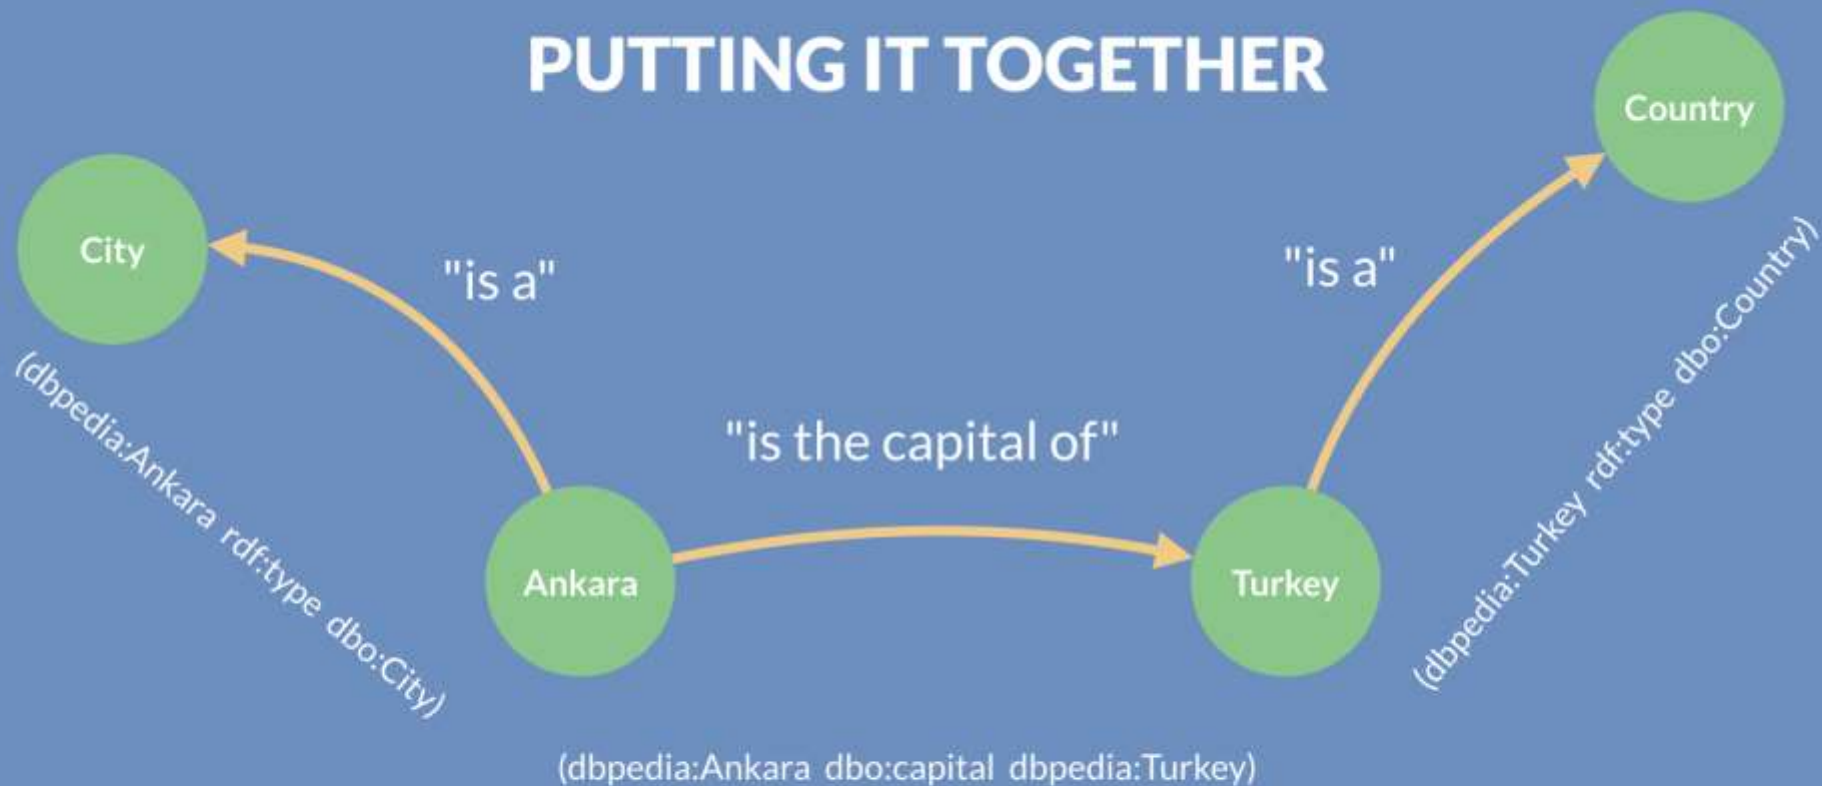 PUTTING IT TOGETHER
Country
City
"is a"
"is a"
(dbpedia:Ankara rdf:type dbo:City)
"is the capital of"
(dbpedia:Turkey rdf:type dbo:Country)
Ankara
Turkey
(dbpedia:Ankara dbo:capital dbpedia:Turkey)